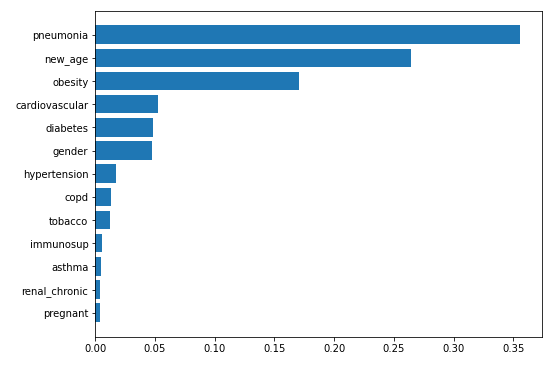 pneumonia
new_age
obesity
cardiovascular
diabetes
gender
hypertension
copd
tobacco
immunosup
asthma
renal_chronic
pregnant
0.00 0.05 0.10 0.15 0.20 0.25 0.30 0.35